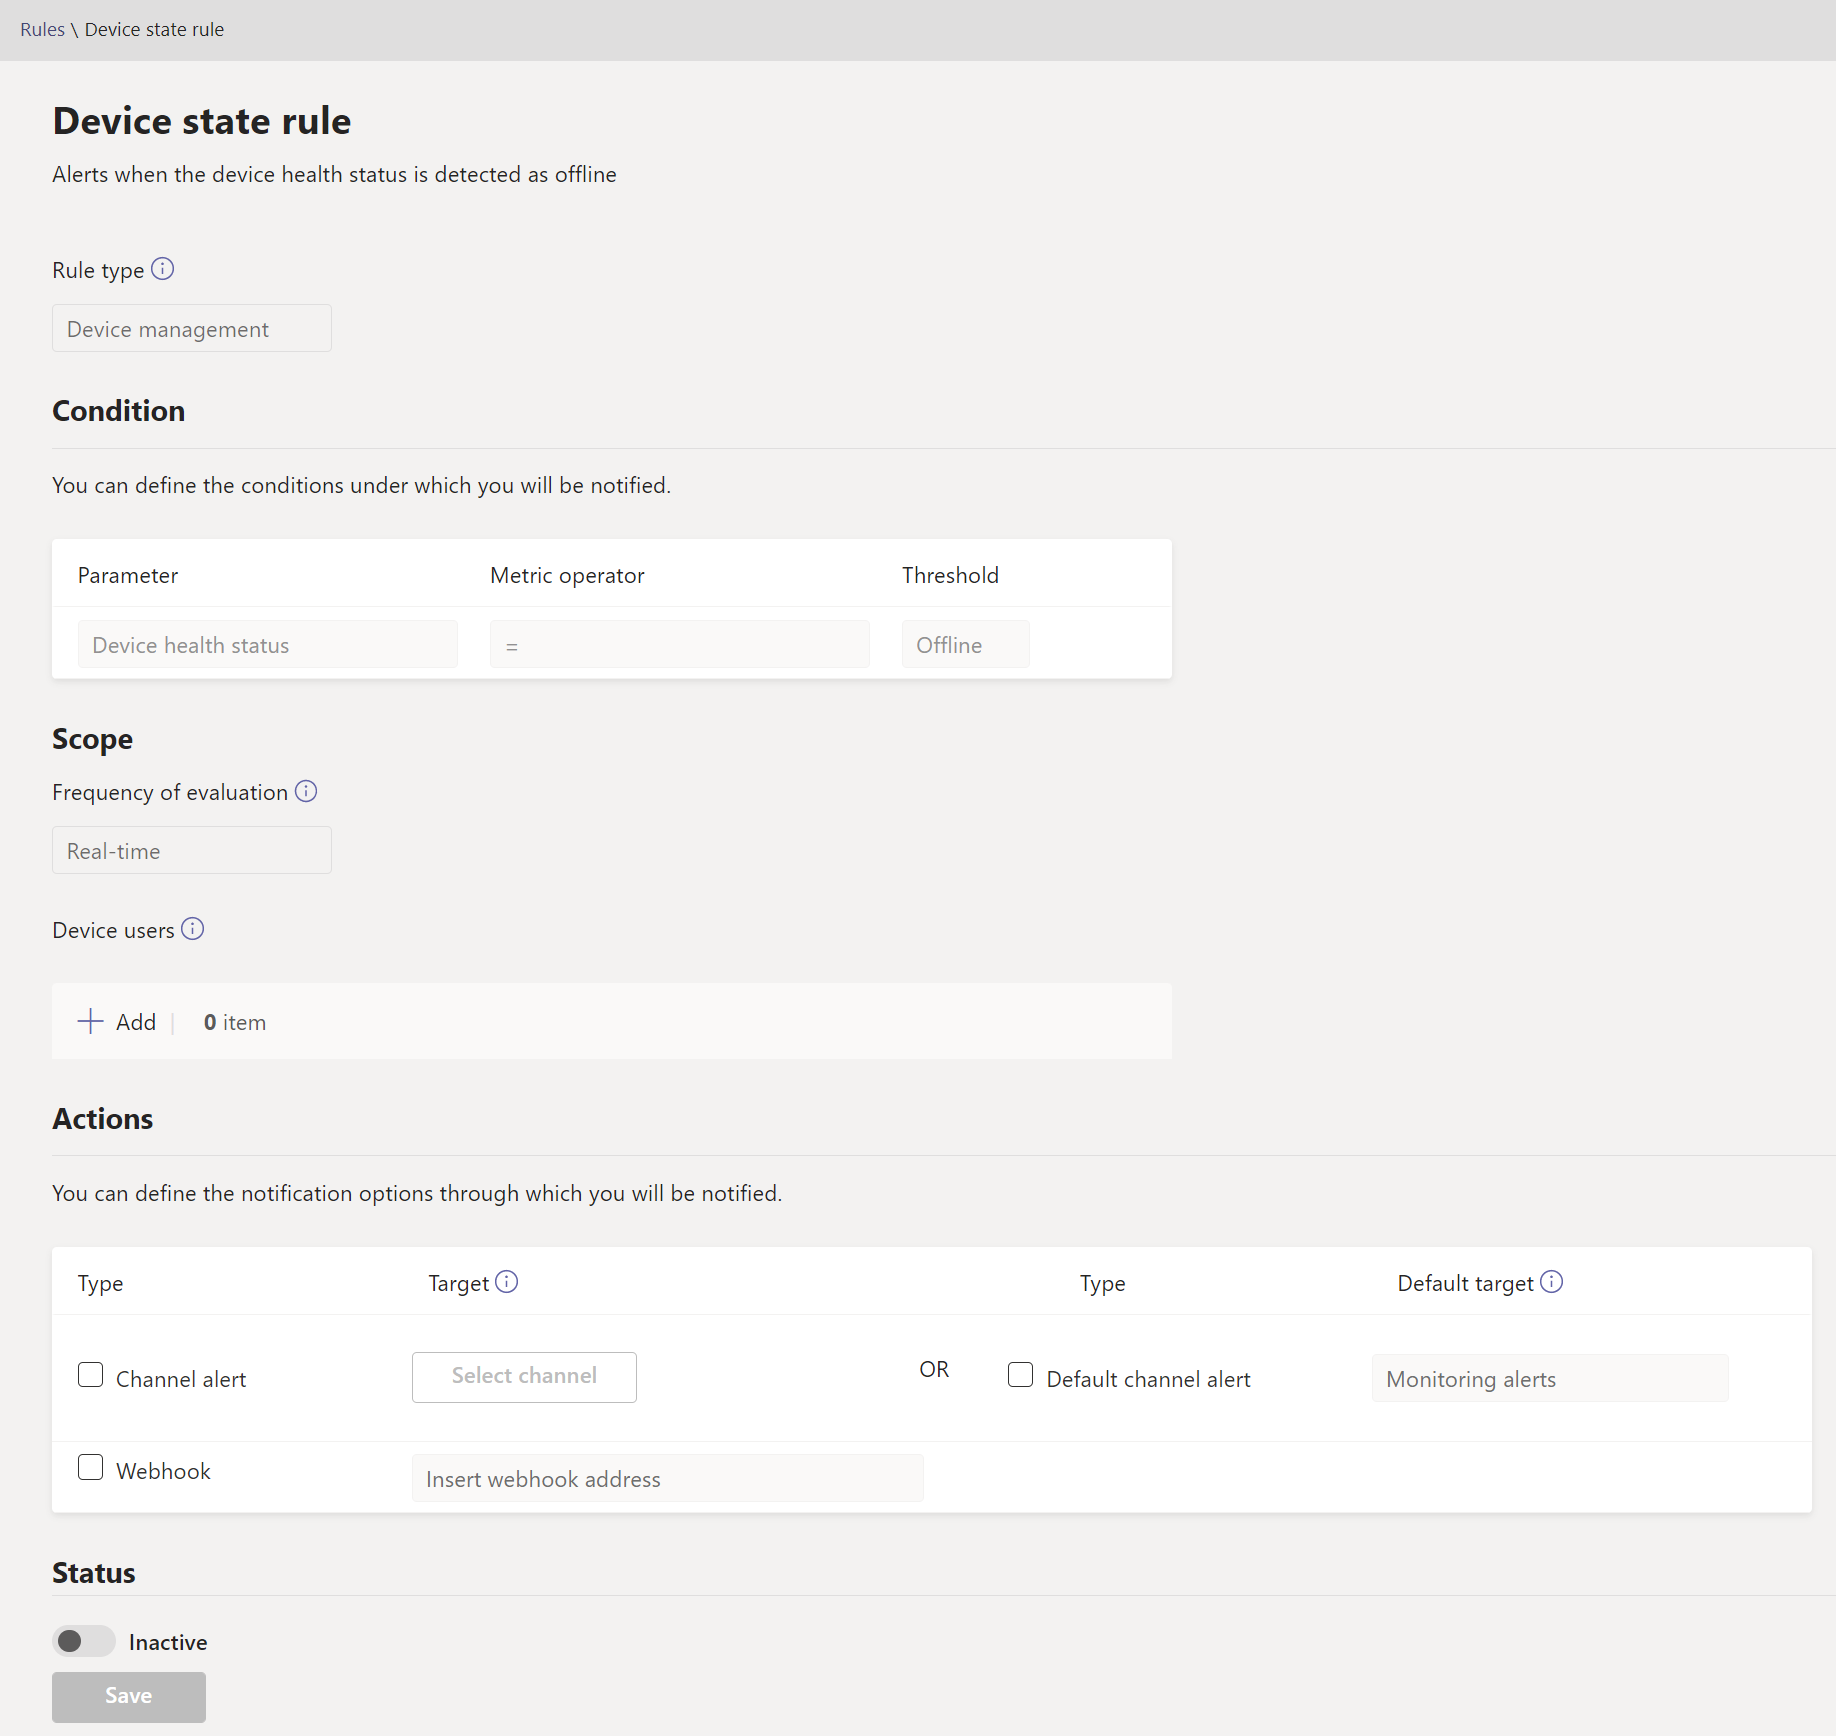 Rules \ Device state rule
Device state rule
Alerts when the device health status is detected as offline
Rule type
Device management
Condition
You can define the conditions under which you will be notified.
Parameter Metric operator Threshold
Device health status = Offline
Scope
Frequency of evaluation
Real-time
Device users
Add | 0 item
Actions
You can define the notification options through which you will be notified.
Type Target Type Default target
Channel alert Select channel OR Default channel alert Monitoring alerts
Webhook Insert webhook address
Status
Inactive
Save